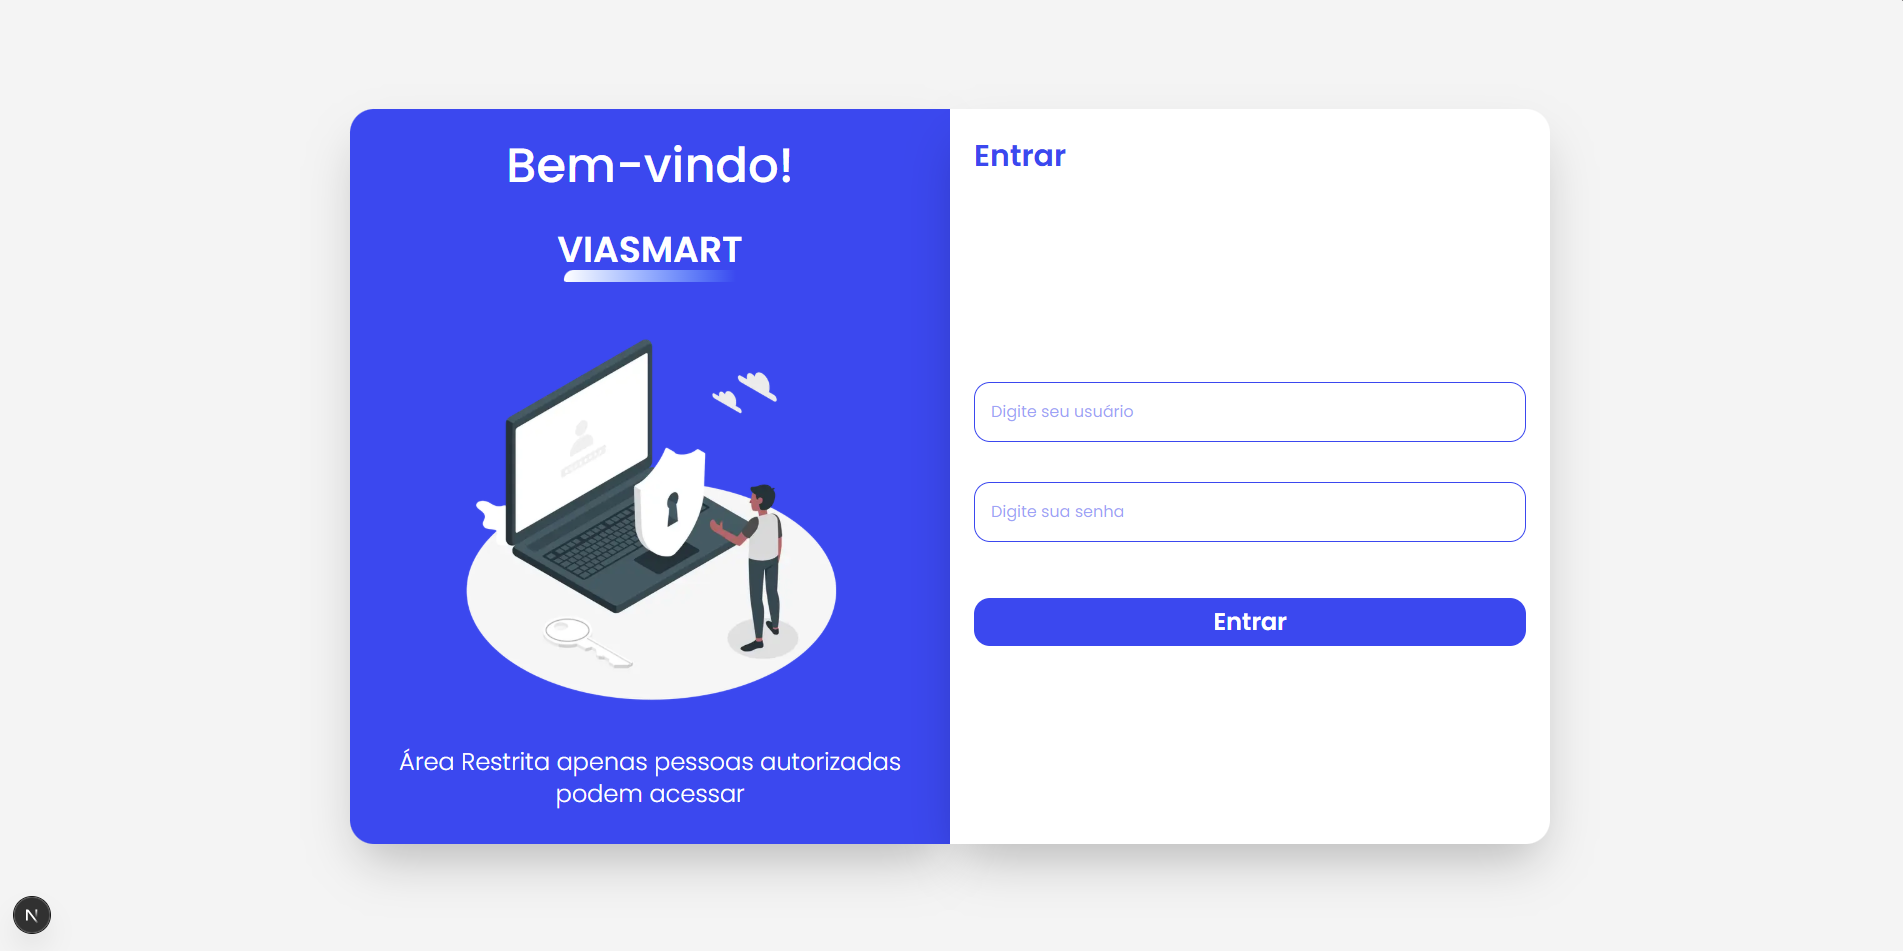 Bem-vindo!
VIASMART
Área Restrita apenas pessoas autorizadas
podem acessar
Entrar
Digite seu usuário
Digite sua senha
Entrar
N